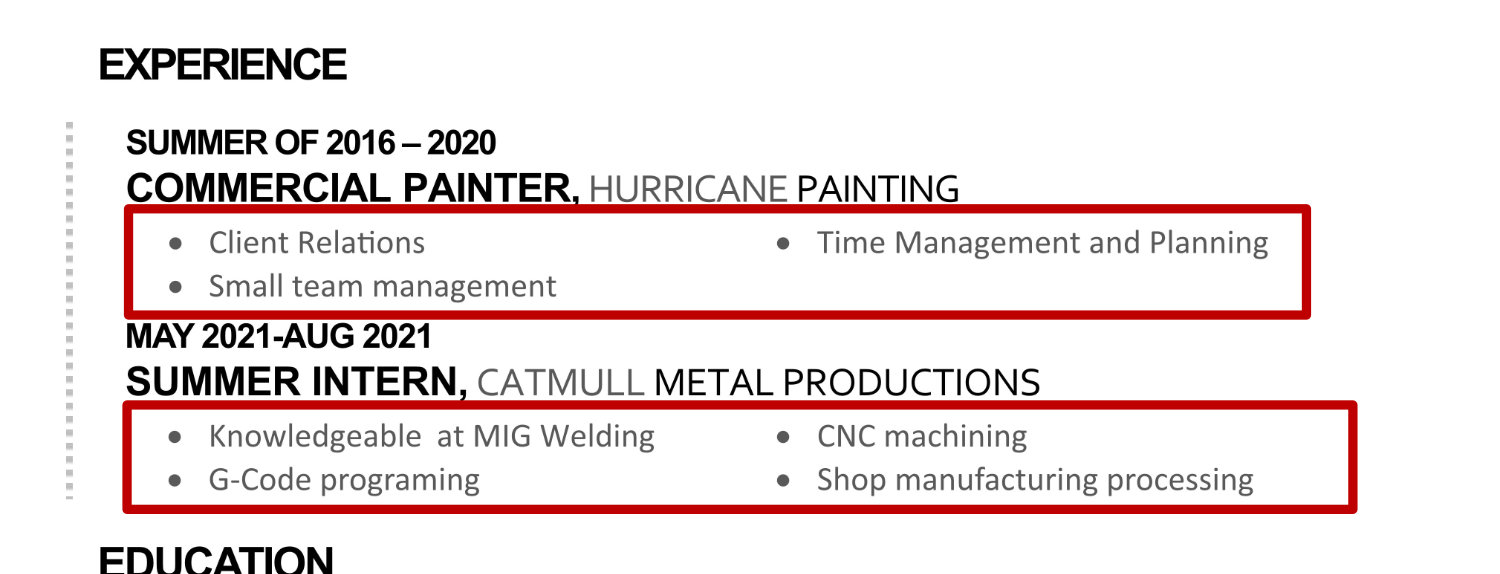 EXPERIENCE
SUMMER OF 2016 – 2020
COMMERCIAL PAINTER, HURRICANE PAINTING
• Client Relations
• Small team management
• Time Management and Planning
MAY 2021-AUG 2021
SUMMER INTERN, CATMULL METAL PRODUCTIONS
• Knowledgeable at MIG Welding
• G-Code programing
• CNC machining
• Shop manufacturing processing
EDUCATION